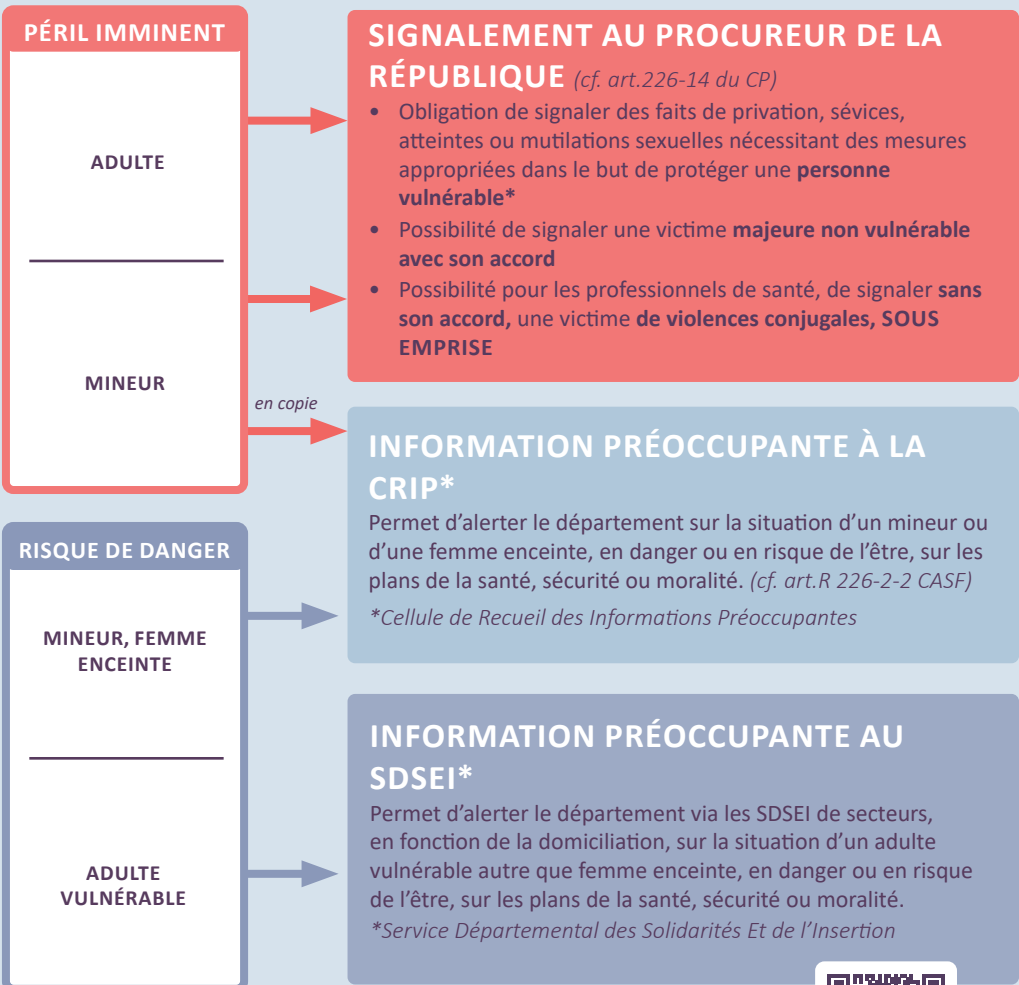 PÉRIL IMMINENT
ADULTE
MINEUR
SIGNALEMENT AU PROCUREUR DE LA
RÉPUBLIQUE (cf. art.226-14 du CP)
• Obligation de signaler des faits de privation, sévices,
atteintes ou mutilations sexuelles nécessitant des mesures
appropriées dans le but de protéger une personne
vulnérable*
• Possibilité de signaler une victime majeure non vulnérable
avec son accord
• Possibilité pour les professionnels de santé, de signaler sans
son accord, une victime de violences conjugales, SOUS
EMPRISE
en copie
INFORMATION PRÉOCCUPANTE À LA
CRIP*
Permet d'alerter le département sur la situation d'un mineur ou
d'une femme enceinte, en danger ou en risque de l'être, sur les
plans de la santé, sécurité ou moralité. (cf. art.R 226-2-2 CASF)
*Cellule de Recueil des Informations Préoccupantes
RISQUE DE DANGER
MINEUR, FEMME
ENCEINTE
ADULTE
VULNÉRABLE
INFORMATION PRÉOCCUPANTE AU
SDSEI*
Permet d'alerter le département via les SDSEI de secteurs,
en fonction de la domiciliation, sur la situation d'un adulte
vulnérable autre que femme enceinte, en danger ou en risque
de l'être, sur les plans de la santé, sécurité ou moralité.
*Service Départemental des Solidarités Et de l'Insertion